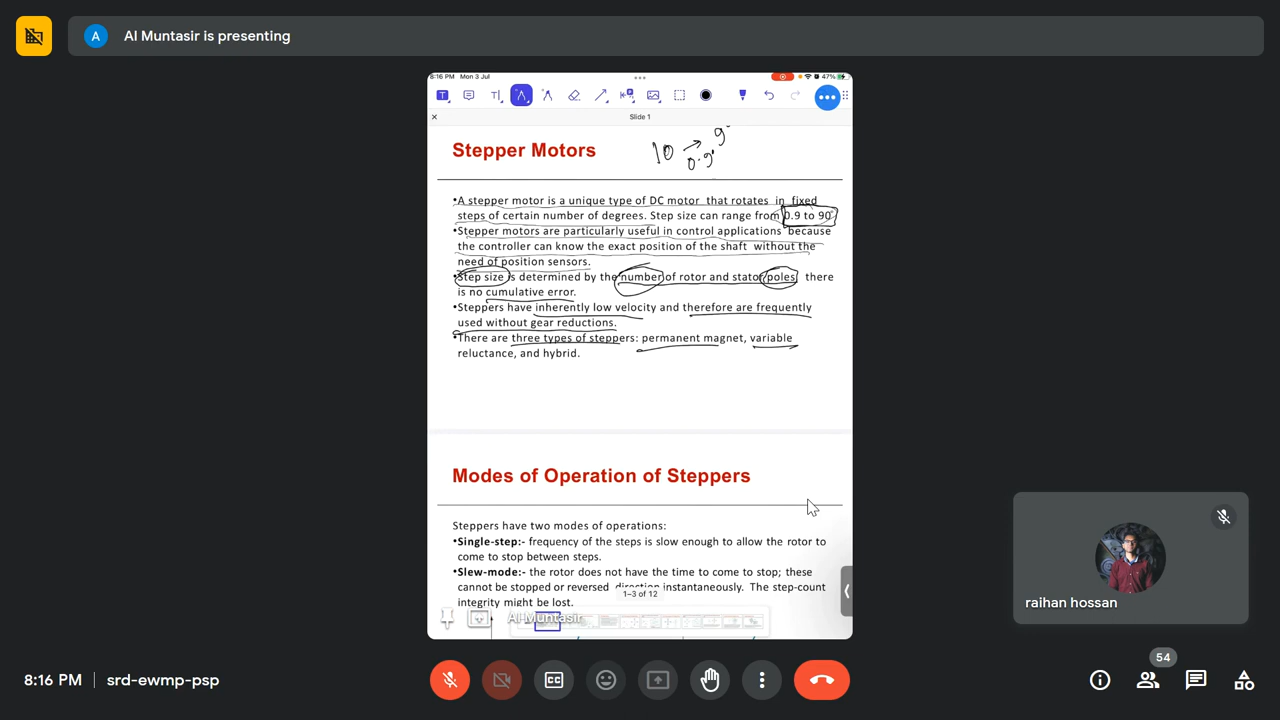 A
Al Muntasir is presenting
8:16 PM Mon 3 Jul
47%
Slide 1
Stepper Motors
10 → 9°
0.9°
•A stepper motor is a unique type of DC motor that rotates in fixed
steps of certain number of degrees. Step size can range from 0.9 to 90°
•Stepper motors are particularly useful in control applications because
the controller can know the exact position of the shaft without the
need of position sensors.
•Step size is determined by the number of rotor and stator poles, there
is no cumulative error.
•Steppers have inherently low velocity and therefore are frequently
used without gear reductions.
•There are three types of steppers: permanent magnet, variable
reluctance, and hybrid.
Modes of Operation of Steppers
Steppers have two modes of operations:
•Single-step:- frequency of the steps is slow enough to allow the rotor to
come to stop between steps.
•Slew-mode:- the rotor does not have the time to come to stop; these
cannot be stopped or reversed direction instantaneously. The step-count
1–3 of 12
integrity might be lost.
Al Muntasir
raihan hossan
8:16 PM
srd-ewmp-psp
54